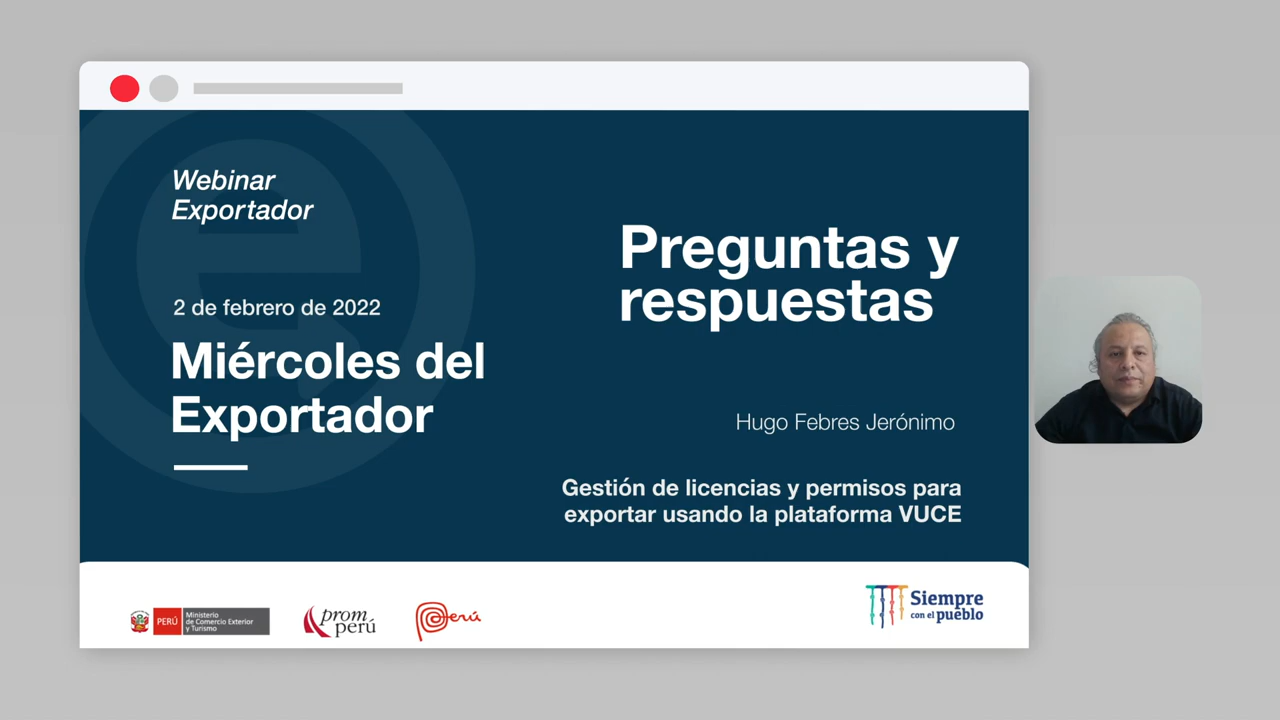 Webinar
Exportador
2 de febrero de 2022
Miércoles del
Exportador
Preguntas y
respuestas
Hugo Febres Jerónimo
Gestión de licencias y permisos para
exportar usando la plataforma VUCE
PERÚ
Ministerio
de Comercio Exterior
y Turismo
prom
perú
Perú
Siempre
con el pueblo